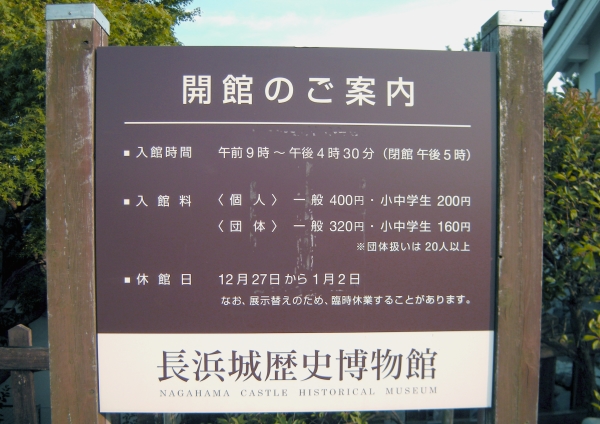 開館のご案内
■ 入館時間 午前9時～午後4時30分（閉館 午後5時）
■ 入館料 〈個人〉 一般 400円・小中学生 200円
〈団体〉 一般 320円・小中学生 160円
※団体扱いは 20人以上
■ 休館日 12月27日から1月2日
なお、展示替えのため、臨時休業することがあります。
長浜城歴史博物館
NAGAHAMA CASTLE HISTORICAL MUSEUM